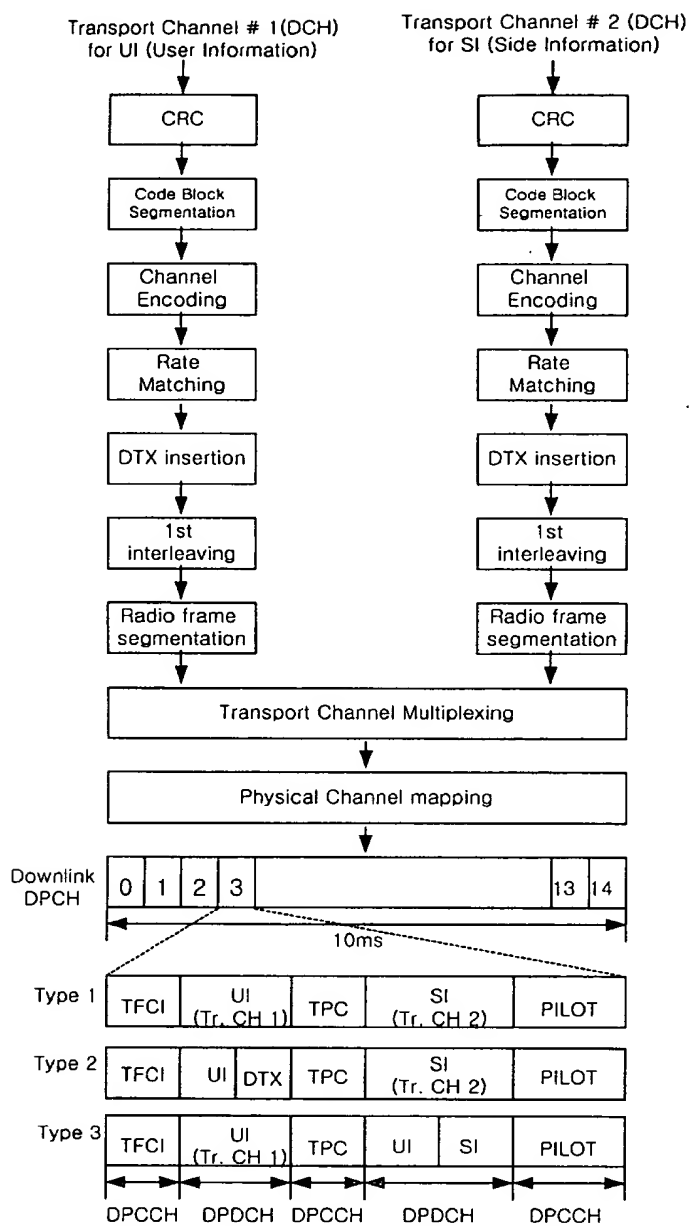 Transport Channel # 1(DCH)
for UI (User Information)
Transport Channel # 2 (DCH)
for SI (Side Information)
CRC
CRC
Code Block
Segmentation
Code Block
Segmentation
Channel
Encoding
Channel
Encoding
Rate
Matching
Rate
Matching
DTX insertion
DTX insertion
1st
interleaving
1st
interleaving
Radio frame
segmentation
Radio frame
segmentation
Transport Channel Multiplexing
Physical Channel mapping
Downlink
DPCH
0 1 2 3 13 14
10ms
Type 1
TFCI
UI
(Tr. CH 1)
TPC
SI
(Tr. CH 2)
PILOT
Type 2
TFCI
UI
DTX
TPC
SI
(Tr. CH 2)
PILOT
Type 3
TFCI
UI
(Tr. CH 1)
TPC
UI
SI
PILOT
DPCCH DPDCH DPCCH DPDCH DPCCH